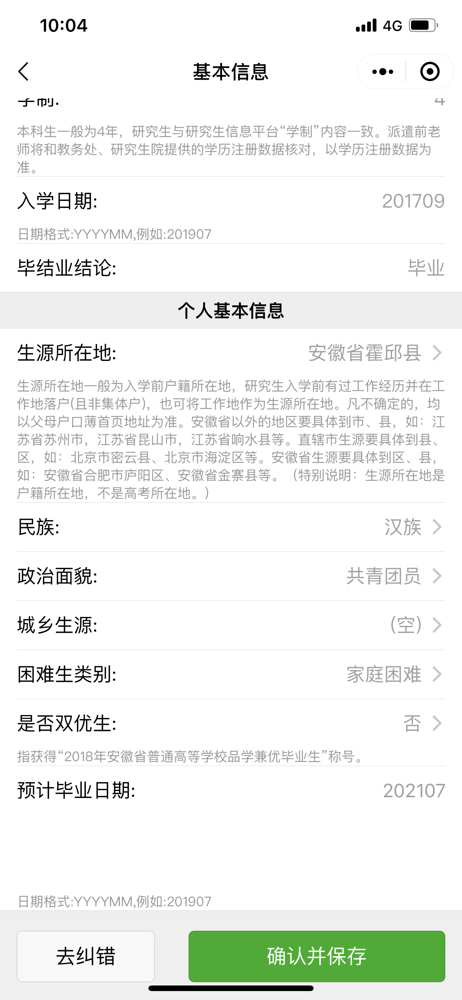 10:04
4G
基本信息
学制:
4
本科生一般为4年，研究生与研究生信息平台“学制”内容一致。派遣前老
师将和教务处、研究生院提供的学历注册数据核对，以学历注册数据为
准。
入学日期:
201709
日期格式:YYYYMM,例如:201907
毕结业结论:
毕业
个人基本信息
生源所在地:
安徽省霍邱县
生源所在地一般为入学前户籍所在地，研究生入学前有过工作经历并在工
作地落户(且非集体户)，也可将工作地作为生源所在地。凡不确定的，均
以父母户口薄首页地址为准。安徽省以外的地区要具体到市、县，如：江
苏省苏州市，江苏省昆山市，江苏省响水县等。直辖市生源要具体到县、
区，如：北京市密云县、北京市海淀区等。安徽省生源要具体到区、县，
如：安徽省合肥市庐阳区、安徽省金寨县等。（特别说明：生源所在地是
户籍所在地，不是高考所在地。）
民族:
汉族
政治面貌:
共青团员
城乡生源:
(空)
困难生类别:
家庭困难
是否双优生:
否
指获得“2018年安徽省普通高等学校品学兼优毕业生”称号。
预计毕业日期:
202107
日期格式:YYYYMM,例如:201907
去纠错
确认并保存